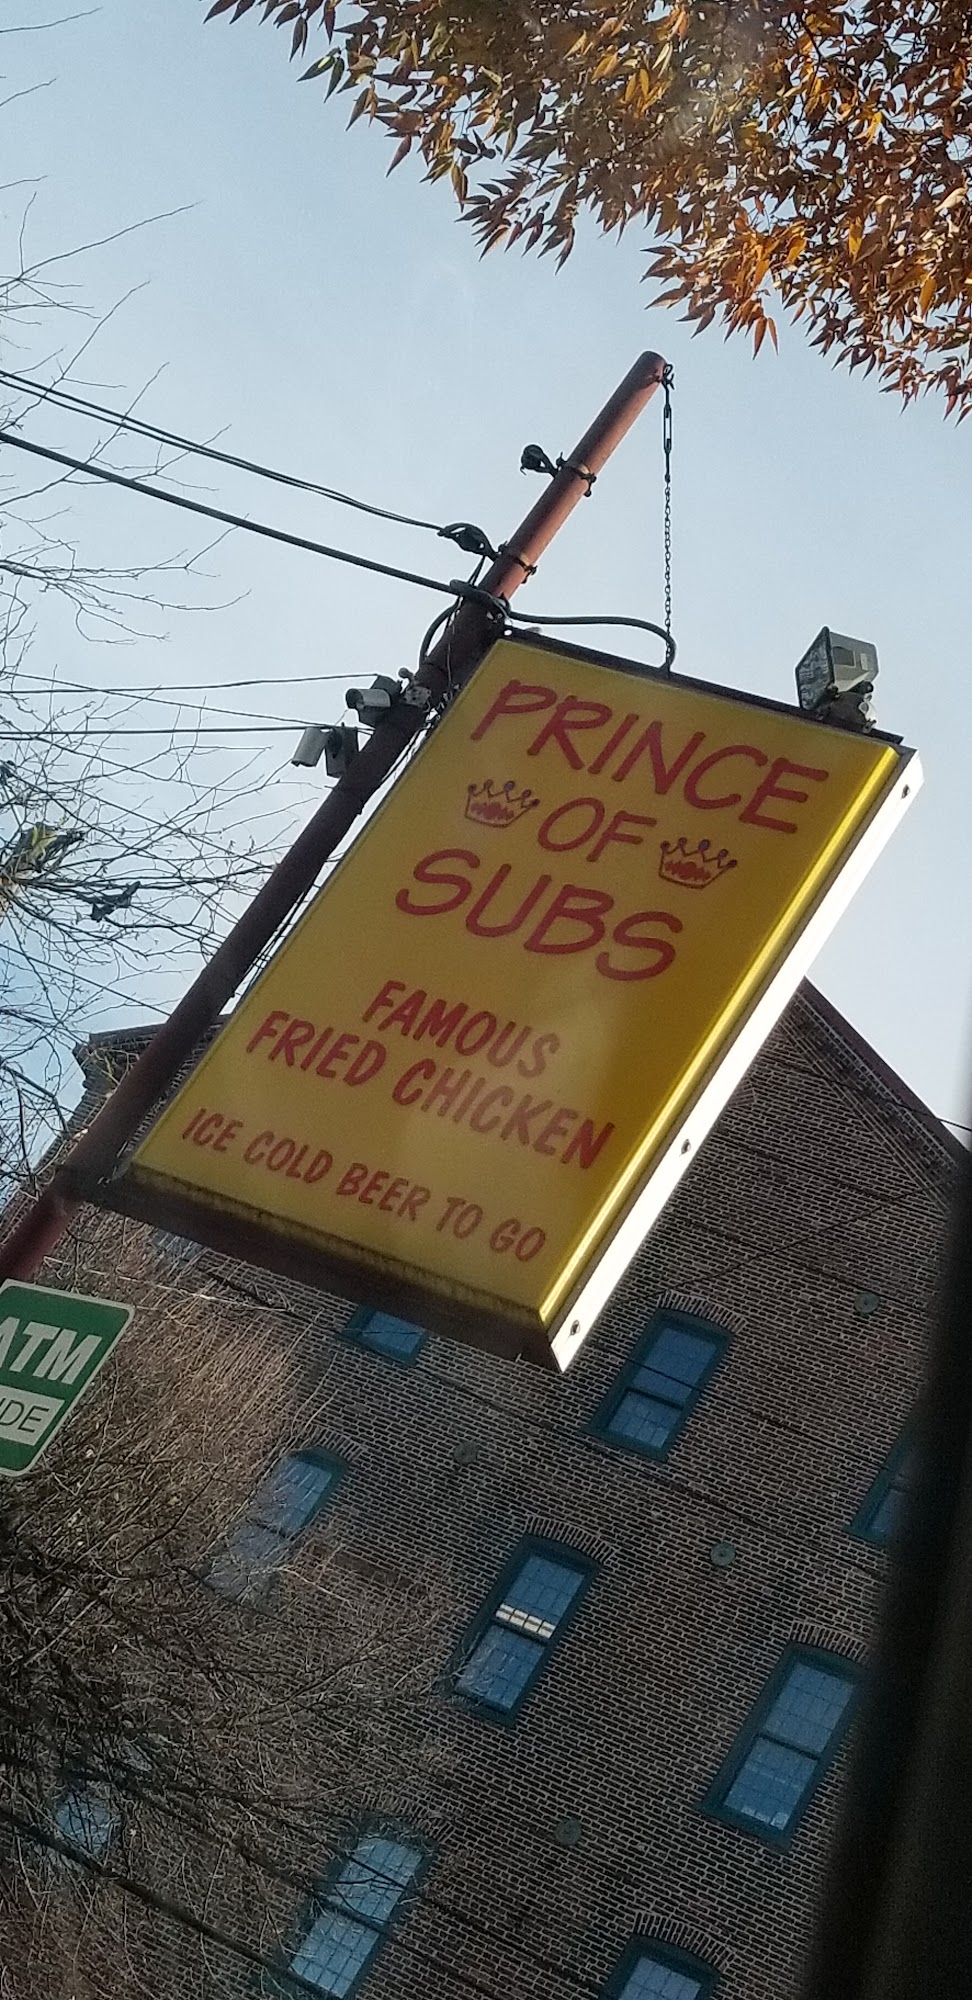 PRINCE
OF
SUBS
FAMOUS
FRIED CHICKEN
ICE COLD BEER TO GO
ATM